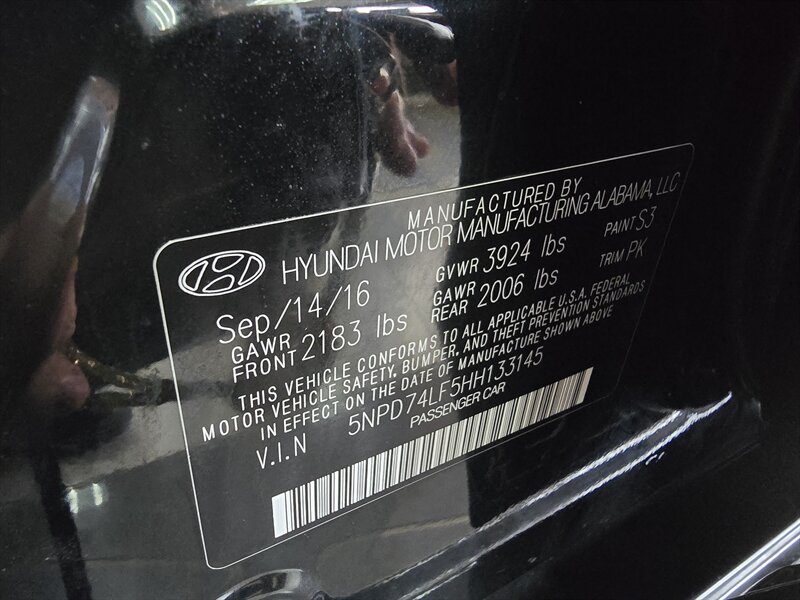 MANUFACTURED BY
HYUNDAI MOTOR MANUFACTURING ALABAMA, LLC
Sep/14/16 GVWR 3924 lbs PAINT S3
GAWR FRONT 2183 lbs GAWR REAR 2006 lbs TRIM PK
THIS VEHICLE CONFORMS TO ALL APPLICABLE U.S.A. FEDERAL
MOTOR VEHICLE SAFETY, BUMPER, AND THEFT PREVENTION STANDARDS
IN EFFECT ON THE DATE OF MANUFACTURE SHOWN ABOVE
V.I.N 5NPD74LF5HH133145
PASSENGER CAR